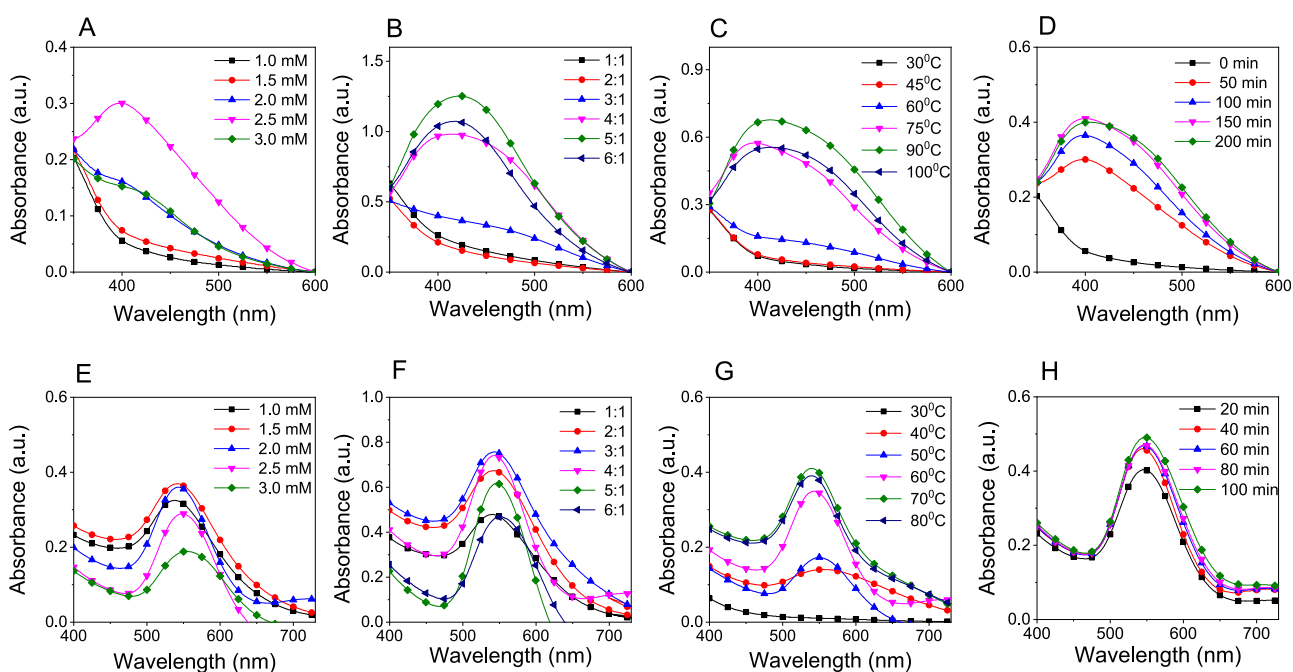 A
Absorbance (a.u.)
0.4
0.3
0.2
0.1
0.0
400
500
600
Wavelength (nm)
1.0 mM
1.5 mM
2.0 mM
2.5 mM
3.0 mM
B
Absorbance (a.u.)
1.5
1.0
0.5
0.0
400
500
600
Wavelength (nm)
1:1
2:1
3:1
4:1
5:1
6:1
C
Absorbance (a.u.)
0.9
0.6
0.3
0.0
400
500
600
Wavelength (nm)
30⁰C
45⁰C
60⁰C
75⁰C
90⁰C
100⁰C
D
Absorbance (a.u.)
0.6
0.4
0.2
0.0
400
500
600
Wavelength (nm)
0 min
50 min
100 min
150 min
200 min
E
Absorbance (a.u.)
0.6
0.4
0.2
0.0
400
500
600
700
Wavelength (nm)
1.0 mM
1.5 mM
2.0 mM
2.5 mM
3.0 mM
F
Absorbance (a.u.)
1.0
0.8
0.6
0.4
0.2
0.0
400
500
600
700
Wavelength (nm)
1:1
2:1
3:1
4:1
5:1
6:1
G
Absorbance (a.u.)
0.6
0.4
0.2
0.0
400
500
600
700
Wavelength (nm)
30⁰C
40⁰C
50⁰C
60⁰C
70⁰C
80⁰C
H
Absorbance (a.u.)
0.6
0.4
0.2
0.0
400
500
600
700
Wavelength (nm)
20 min
40 min
60 min
80 min
100 min